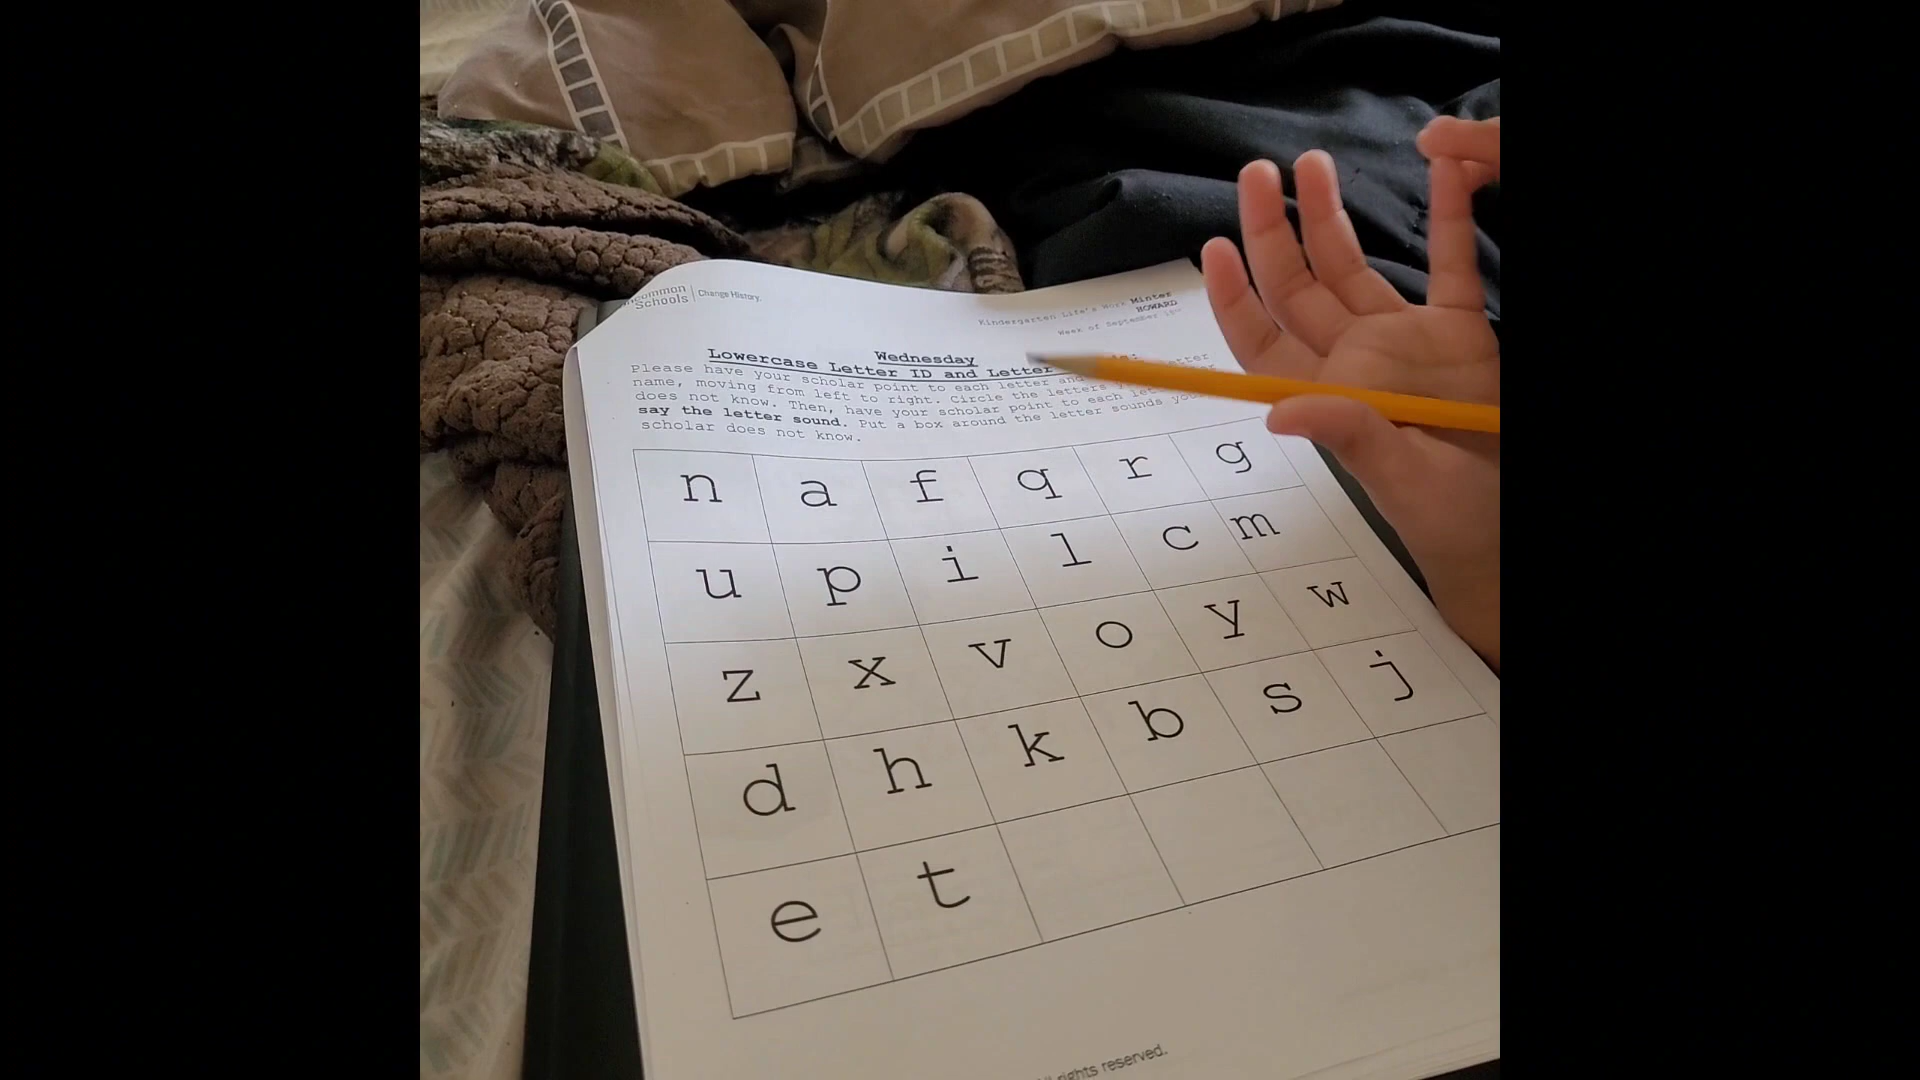 Uncommon
Schools | Change History.
Kindergarten Life's Work Minter
HOWARD
Week of September
Wednesday
Lowercase Letter ID and Letter
Please have your scholar point to each letter and letter
name, moving from left to right. Circle the letters
does not know. Then, have your scholar point to each
say the letter sound. Put a box around the letter sounds
scholar does not know.
n a f q r g
u p i l c m
z x v o y w
d h k b s j
e t
rights reserved.